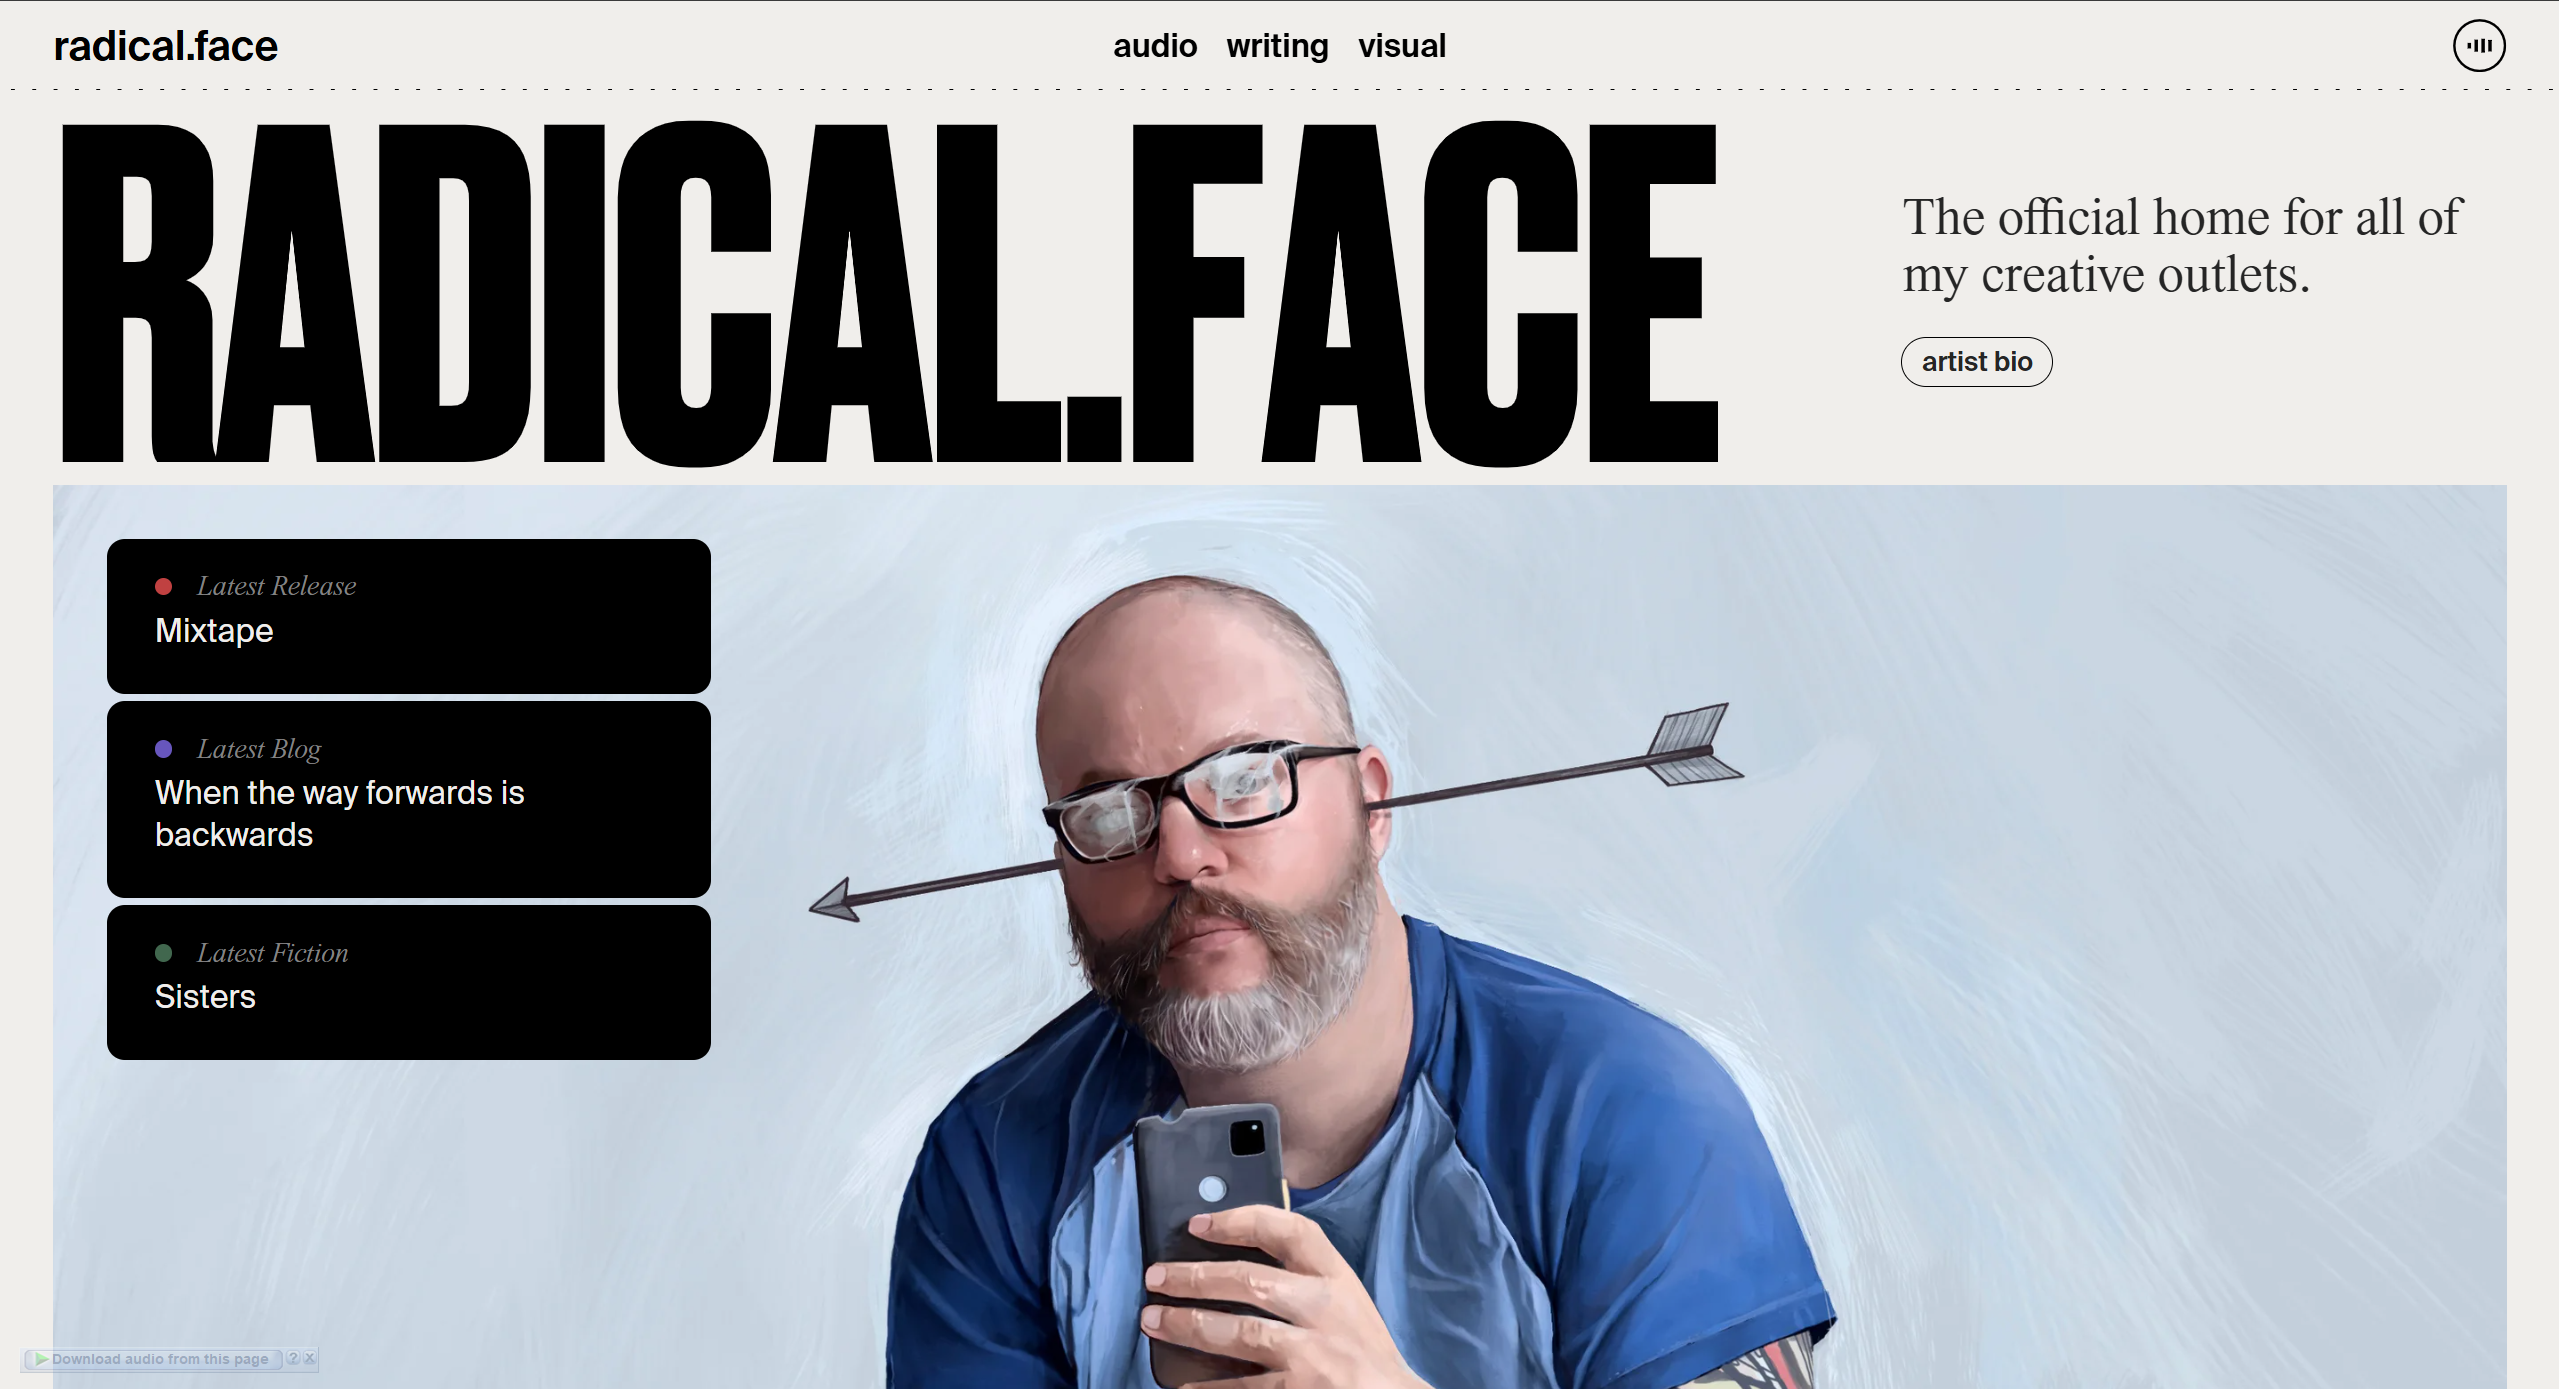 radical.face
audio writing visual
RADICAL.FACE
The official home for all of
my creative outlets.
artist bio
Latest Release
Mixtape
Latest Blog
When the way forwards is
backwards
Latest Fiction
Sisters
Download audio from this page ? X